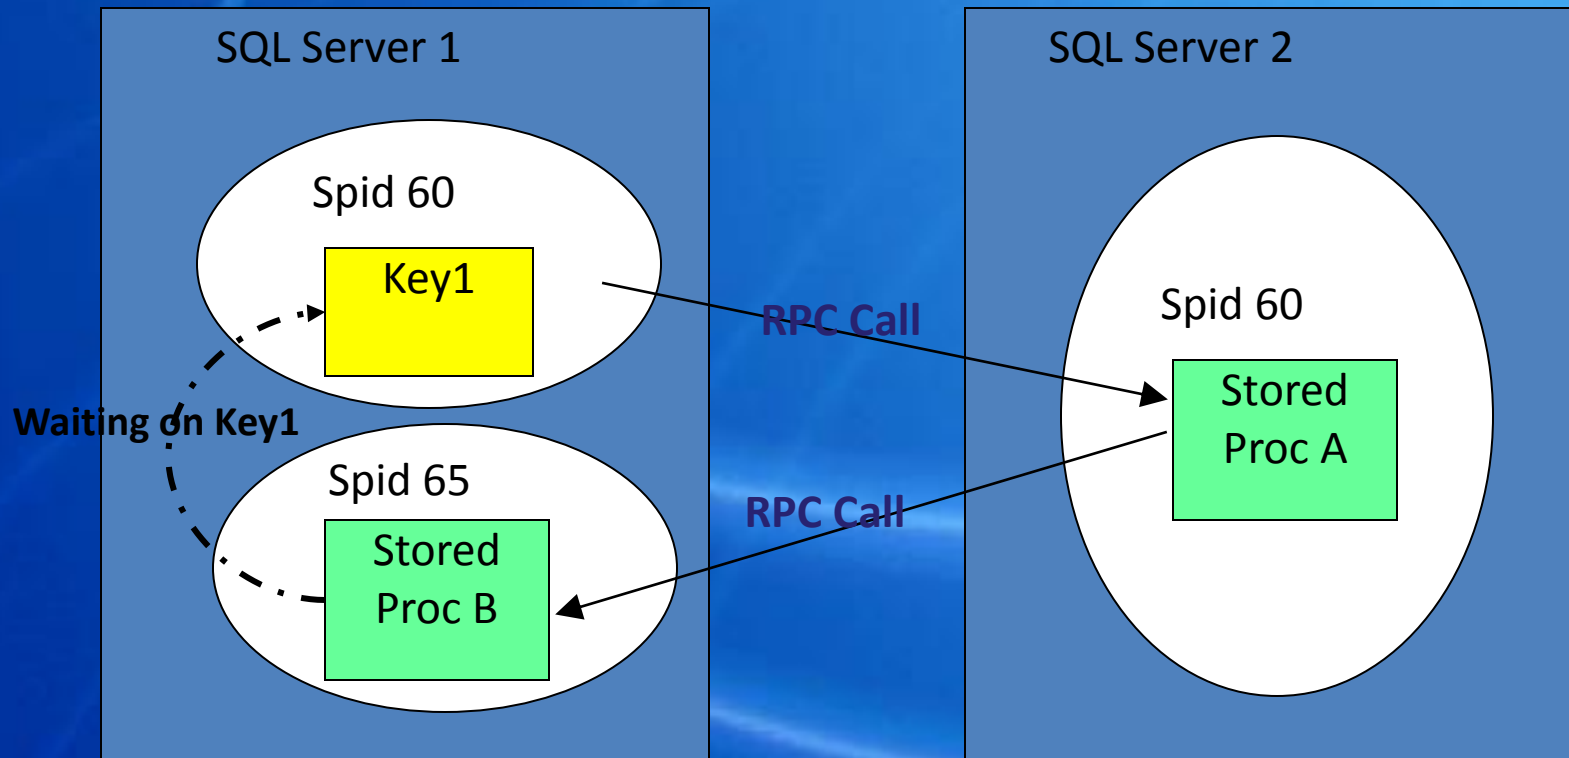 SQL Server 1
Spid 60
Key1
Waiting on Key1
Spid 65
Stored
Proc B
RPC Call
RPC Call
SQL Server 2
Spid 60
Stored
Proc A